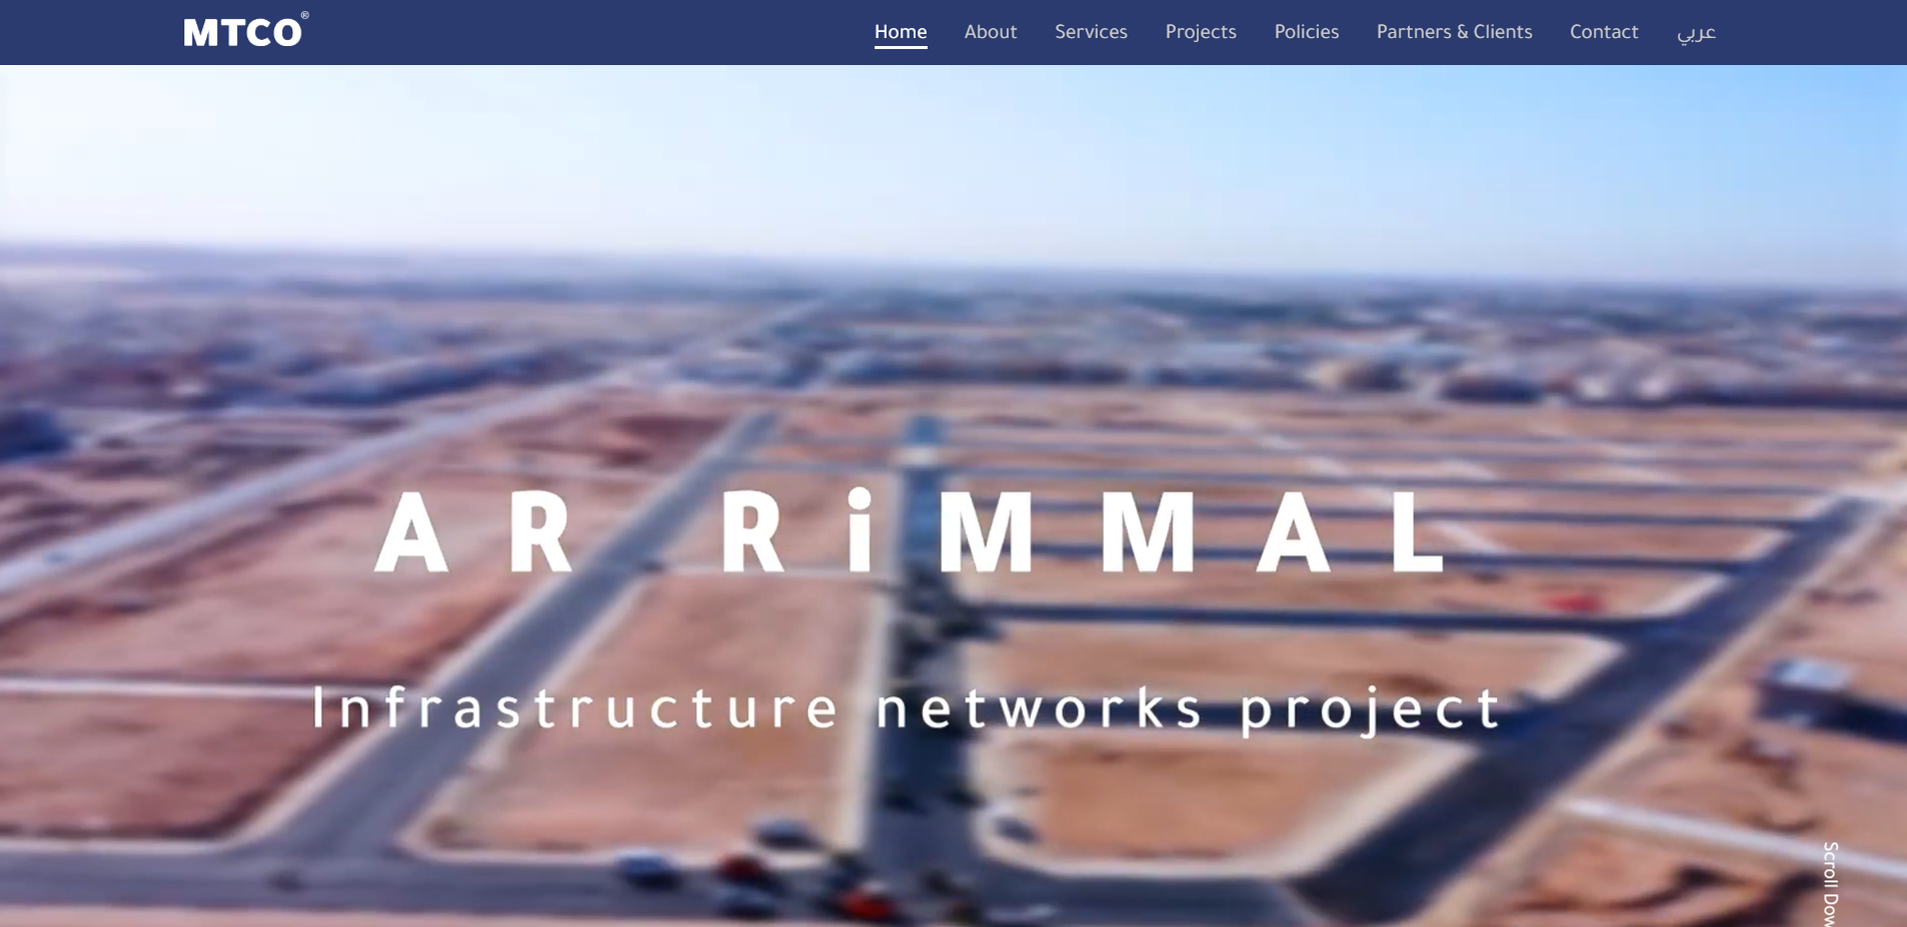 MTCO®
Home About Services Projects Policies Partners & Clients Contact عربي
AR RiMMAL
Infrastructure networks project
Scroll Dow